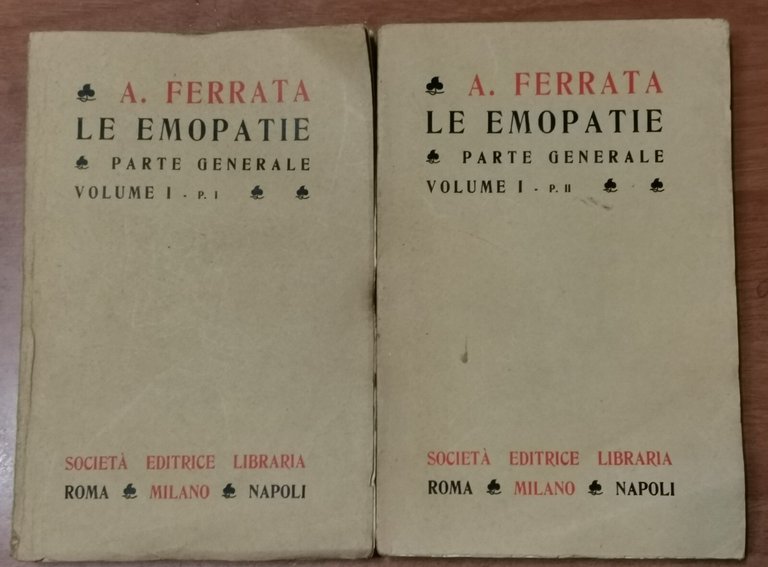 A. FERRATA
LE EMOPATIE
PARTE GENERALE
VOLUME I - P. I
SOCIETÀ EDITRICE LIBRARIA
ROMA MILANO NAPOLI
A. FERRATA
LE EMOPATIE
PARTE GENERALE
VOLUME I - P. II
SOCIETÀ EDITRICE LIBRARIA
ROMA MILANO NAPOLI